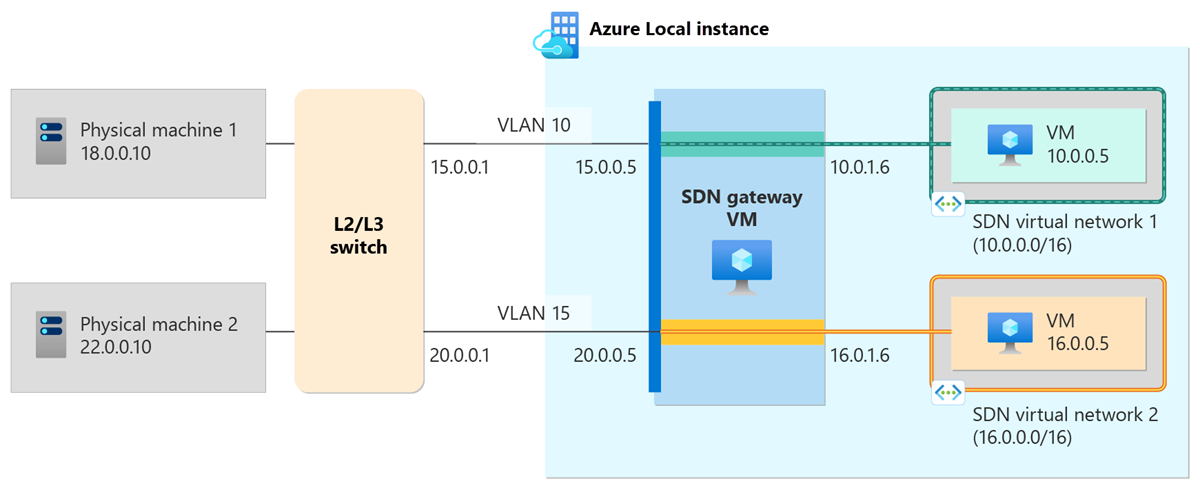 Azure Local instance
Physical machine 1
18.0.0.10
L2/L3
switch
VLAN 10
15.0.0.1
15.0.0.5
10.0.1.6
VM
10.0.0.5
SDN gateway
VM
SDN virtual network 1
(10.0.0.0/16)
Physical machine 2
22.0.0.10
VLAN 15
20.0.0.1
20.0.0.5
16.0.1.6
VM
16.0.0.5
SDN virtual network 2
(16.0.0.0/16)